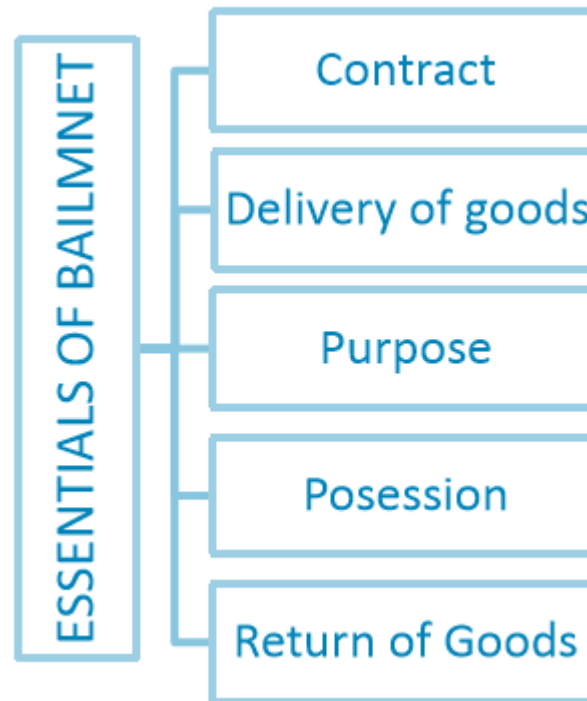 ESSENTIALS OF BAILMNET
Contract
Delivery of goods
Purpose
Posession
Return of Goods